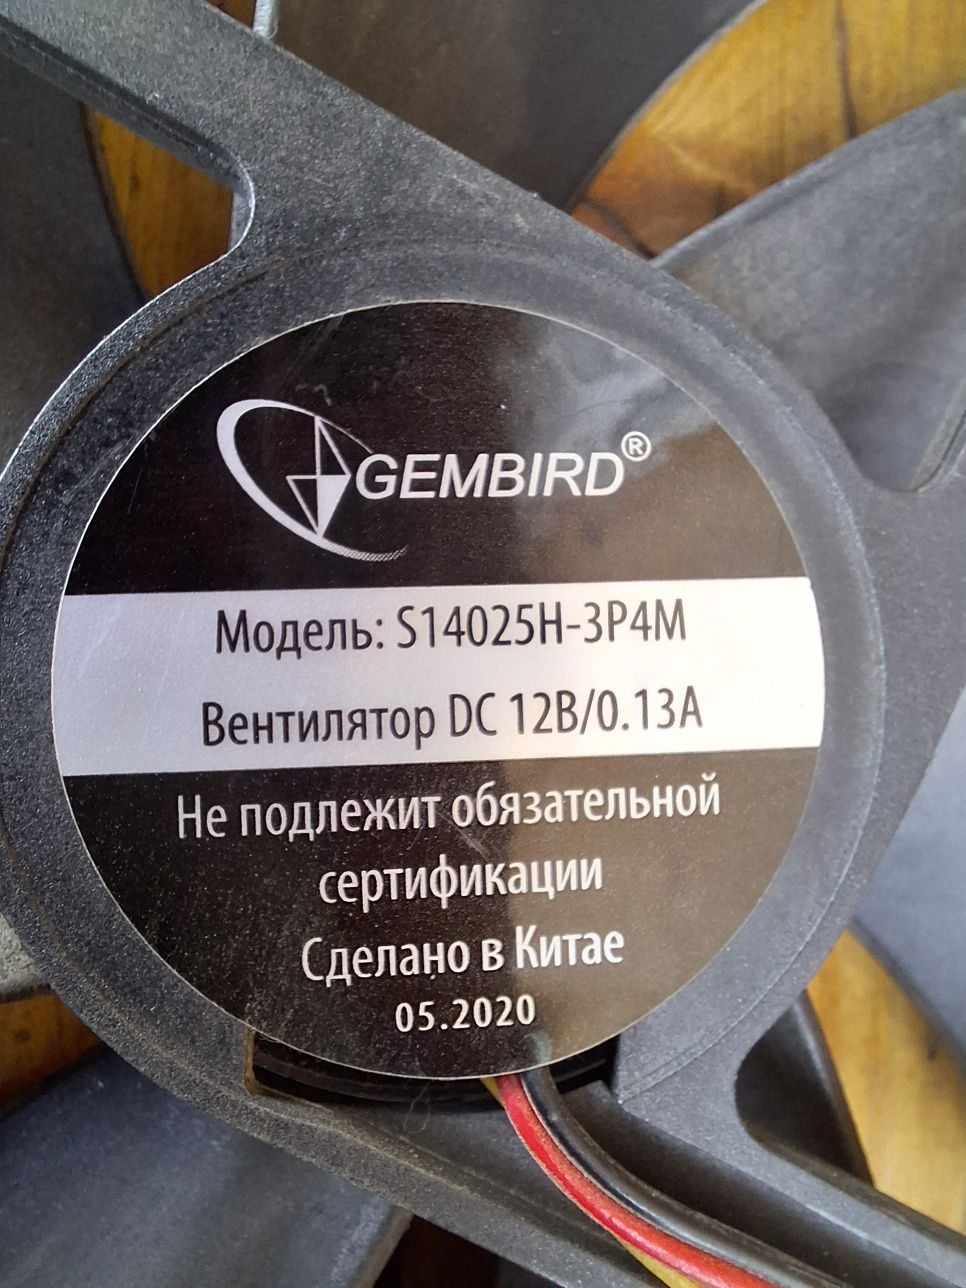 GEMBIRD®
Модель: S14025H-3P4M
Вентилятор DC 12В/0.13А
Не подлежит обязательной
сертификации
Сделано в Китае
05.2020